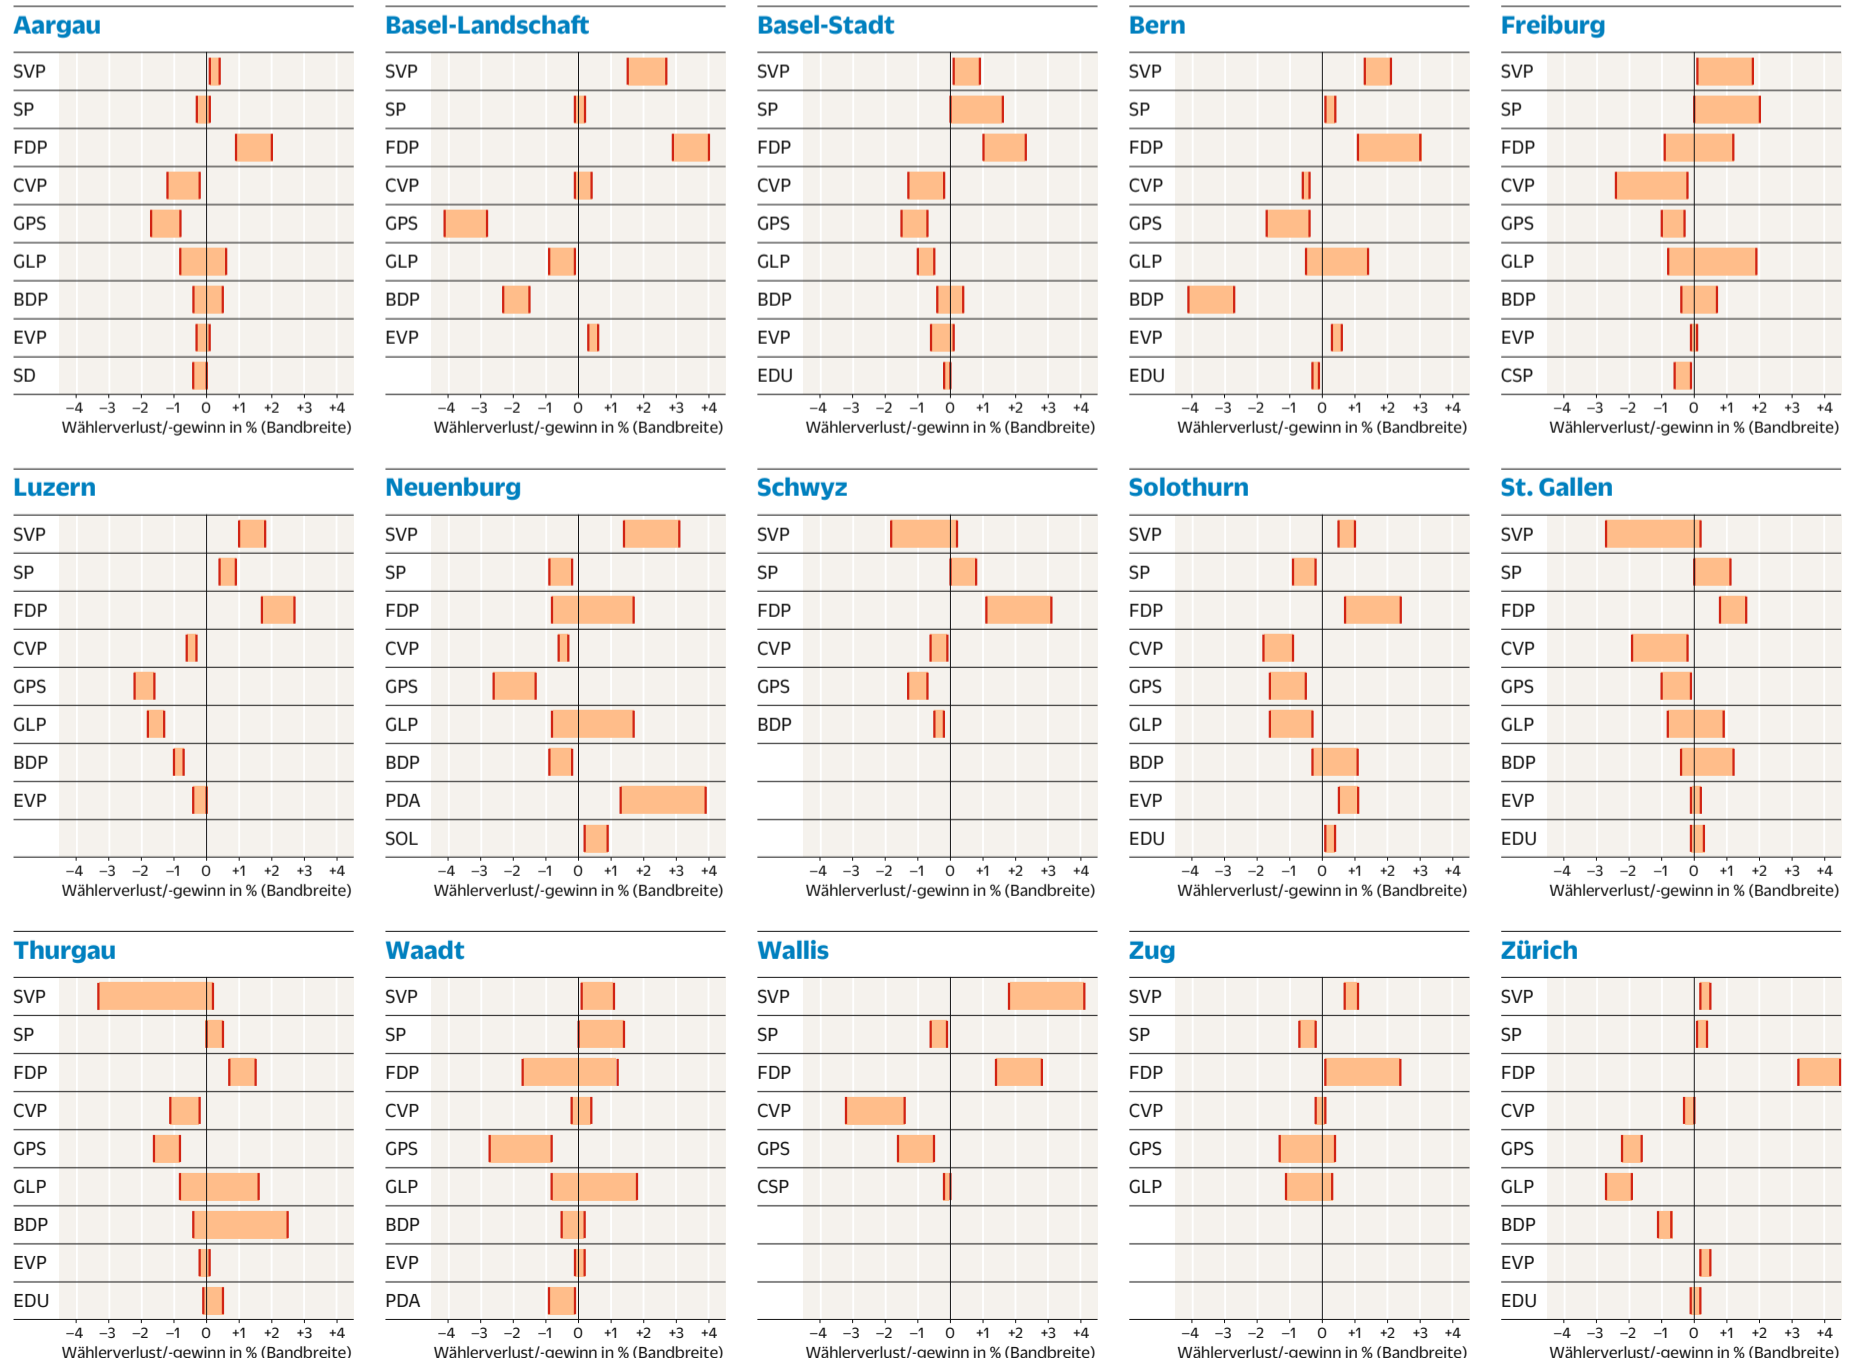 Aargau
SVP
SP
FDP
CVP
GPS
GLP
BDP
EVP
SD
−4 −3 −2 −1 0 +1 +2 +3 +4
Wählerverlust/-gewinn in % (Bandbreite)
Basel-Landschaft
SVP
SP
FDP
CVP
GPS
GLP
BDP
EVP
−4 −3 −2 −1 0 +1 +2 +3 +4
Wählerverlust/-gewinn in % (Bandbreite)
Basel-Stadt
SVP
SP
FDP
CVP
GPS
GLP
BDP
EVP
EDU
−4 −3 −2 −1 0 +1 +2 +3 +4
Wählerverlust/-gewinn in % (Bandbreite)
Bern
SVP
SP
FDP
CVP
GPS
GLP
BDP
EVP
EDU
−4 −3 −2 −1 0 +1 +2 +3 +4
Wählerverlust/-gewinn in % (Bandbreite)
Freiburg
SVP
SP
FDP
CVP
GPS
GLP
BDP
EVP
CSP
−4 −3 −2 −1 0 +1 +2 +3 +4
Wählerverlust/-gewinn in % (Bandbreite)
Luzern
SVP
SP
FDP
CVP
GPS
GLP
BDP
EVP
−4 −3 −2 −1 0 +1 +2 +3 +4
Wählerverlust/-gewinn in % (Bandbreite)
Neuenburg
SVP
SP
FDP
CVP
GPS
GLP
BDP
PDA
SOL
−4 −3 −2 −1 0 +1 +2 +3 +4
Wählerverlust/-gewinn in % (Bandbreite)
Schwyz
SVP
SP
FDP
CVP
GPS
BDP
−4 −3 −2 −1 0 +1 +2 +3 +4
Wählerverlust/-gewinn in % (Bandbreite)
Solothurn
SVP
SP
FDP
CVP
GPS
GLP
BDP
EVP
EDU
−4 −3 −2 −1 0 +1 +2 +3 +4
Wählerverlust/-gewinn in % (Bandbreite)
St. Gallen
SVP
SP
FDP
CVP
GPS
GLP
BDP
EVP
EDU
−4 −3 −2 −1 0 +1 +2 +3 +4
Wählerverlust/-gewinn in % (Bandbreite)
Thurgau
SVP
SP
FDP
CVP
GPS
GLP
BDP
EVP
EDU
−4 −3 −2 −1 0 +1 +2 +3 +4
Wählerverlust/-gewinn in % (Bandbreite)
Waadt
SVP
SP
FDP
CVP
GPS
GLP
BDP
EVP
PDA
−4 −3 −2 −1 0 +1 +2 +3 +4
Wählerverlust/-gewinn in % (Bandbreite)
Wallis
SVP
SP
FDP
CVP
GPS
CSP
−4 −3 −2 −1 0 +1 +2 +3 +4
Wählerverlust/-gewinn in % (Bandbreite)
Zug
SVP
SP
FDP
CVP
GPS
GLP
−4 −3 −2 −1 0 +1 +2 +3 +4
Wählerverlust/-gewinn in % (Bandbreite)
Zürich
SVP
SP
FDP
CVP
GPS
GLP
BDP
EVP
EDU
−4 −3 −2 −1 0 +1 +2 +3 +4
Wählerverlust/-gewinn in % (Bandbreite)